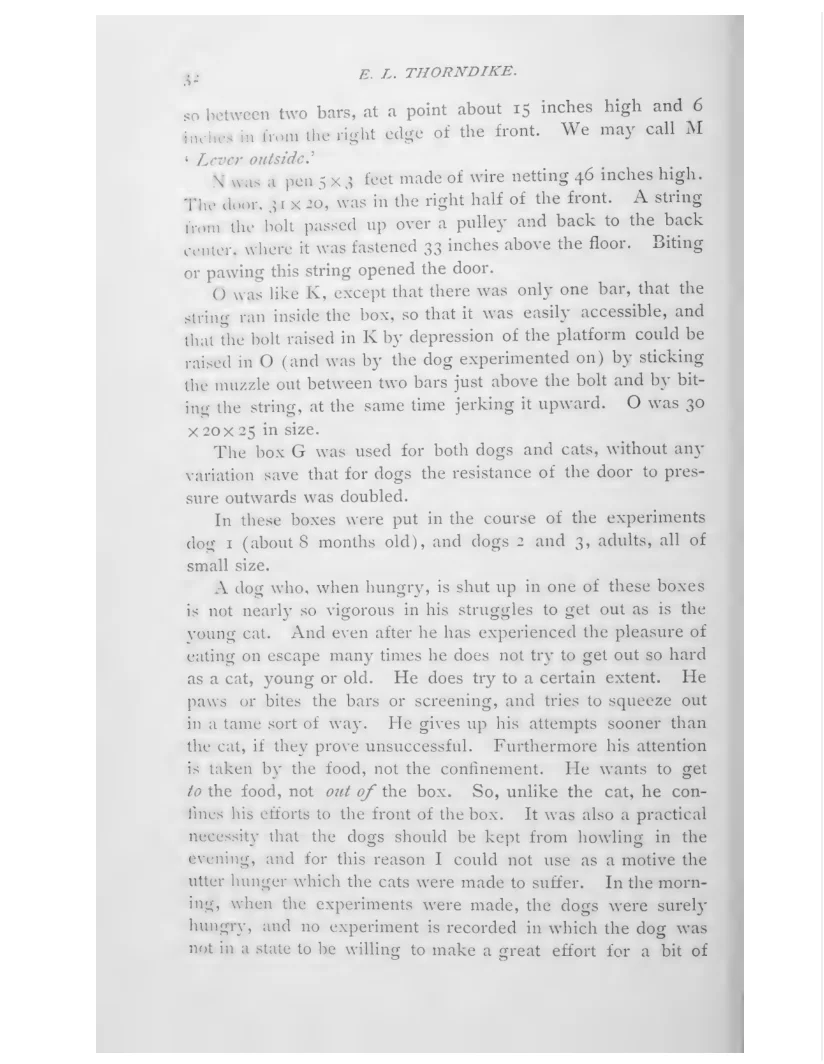 32 E. L. THORNDIKE.
so between two bars, at a point about 15 inches high and 6
inches in from the right edge of the front. We may call M
‘ Lever outside.’
N was a pen 5 x 3 feet made of wire netting 46 inches high.
The door, 31 x 20, was in the right half of the front. A string
from the bolt passed up over a pulley and back to the back
center, where it was fastened 33 inches above the floor. Biting
or pawing this string opened the door.
O was like K, except that there was only one bar, that the
string ran inside the box, so that it was easily accessible, and
that the bolt raised in K by depression of the platform could be
raised in O (and was by the dog experimented on) by sticking
the muzzle out between two bars just above the bolt and by bit-
ing the string, at the same time jerking it upward. O was 30
x 20 x 25 in size.
The box G was used for both dogs and cats, without any
variation save that for dogs the resistance of the door to pres-
sure outwards was doubled.
In these boxes were put in the course of the experiments
dog 1 (about 8 months old), and dogs 2 and 3, adults, all of
small size.
A dog who, when hungry, is shut up in one of these boxes
is not nearly so vigorous in his struggles to get out as is the
young cat. And even after he has experienced the pleasure of
eating on escape many times he does not try to get out so hard
as a cat, young or old. He does try to a certain extent. He
paws or bites the bars or screening, and tries to squeeze out
in a tame sort of way. He gives up his attempts sooner than
the cat, if they prove unsuccessful. Furthermore his attention
is taken by the food, not the confinement. He wants to get
to the food, not out of the box. So, unlike the cat, he con-
fines his efforts to the front of the box. It was also a practical
necessity that the dogs should be kept from howling in the
evening, and for this reason I could not use as a motive the
utter hunger which the cats were made to suffer. In the morn-
ing, when the experiments were made, the dogs were surely
hungry, and no experiment is recorded in which the dog was
not in a state to be willing to make a great effort for a bit of